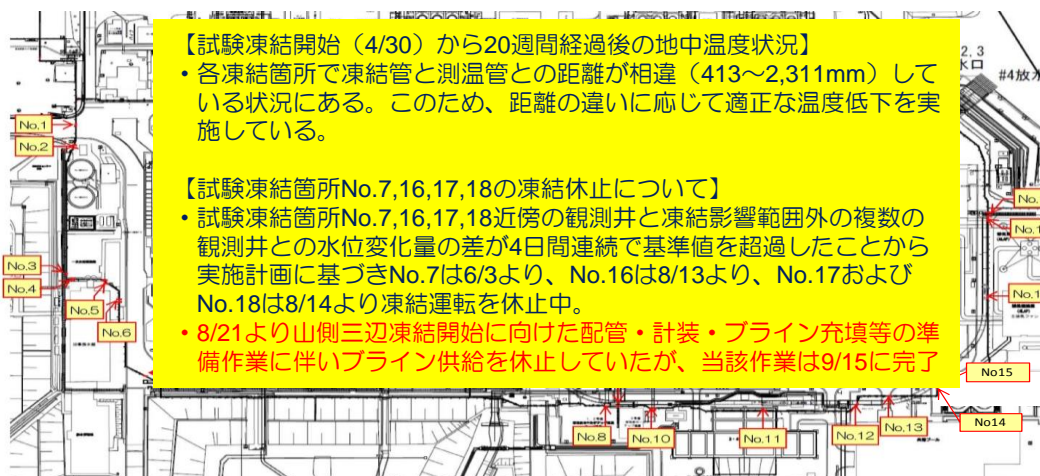 【試験凍結開始（4/30）から20週間経過後の地中温度状況】
・各凍結箇所で凍結管と測温管との距離が相違（413～2,311mm）して
いる状況にある。このため、距離の違いに応じて適正な温度低下を実
施している。
【試験凍結箇所No.7,16,17,18の凍結休止について】
・試験凍結箇所No.7,16,17,18近傍の観測井と凍結影響範囲外の複数の
観測井との水位変化量の差が4日間連続で基準値を超過したことから
実施計画に基づきNo.7は6/3より、No.16は8/13より、No.17および
No.18は8/14より凍結運転を休止中。
・8/21より山側三辺凍結開始に向けた配管・計装・ブライン充填等の準
備作業に伴いブライン供給を休止していたが、当該作業は9/15に完了
#4放水
No.1
No.2
No.3
No.4
No.5
No.6
No.8
No.10
No.11
No.12
No.13
No14
No15